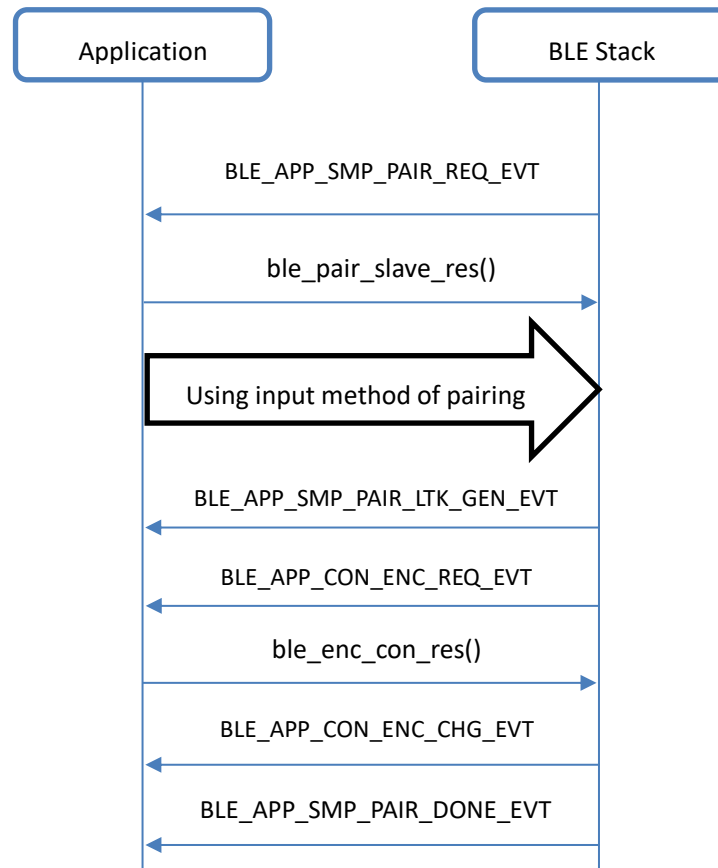 Application
BLE Stack
BLE_APP_SMP_PAIR_REQ_EVT
ble_pair_slave_res()
Using input method of pairing
BLE_APP_SMP_PAIR_LTK_GEN_EVT
BLE_APP_CON_ENC_REQ_EVT
ble_enc_con_res()
BLE_APP_CON_ENC_CHG_EVT
BLE_APP_SMP_PAIR_DONE_EVT